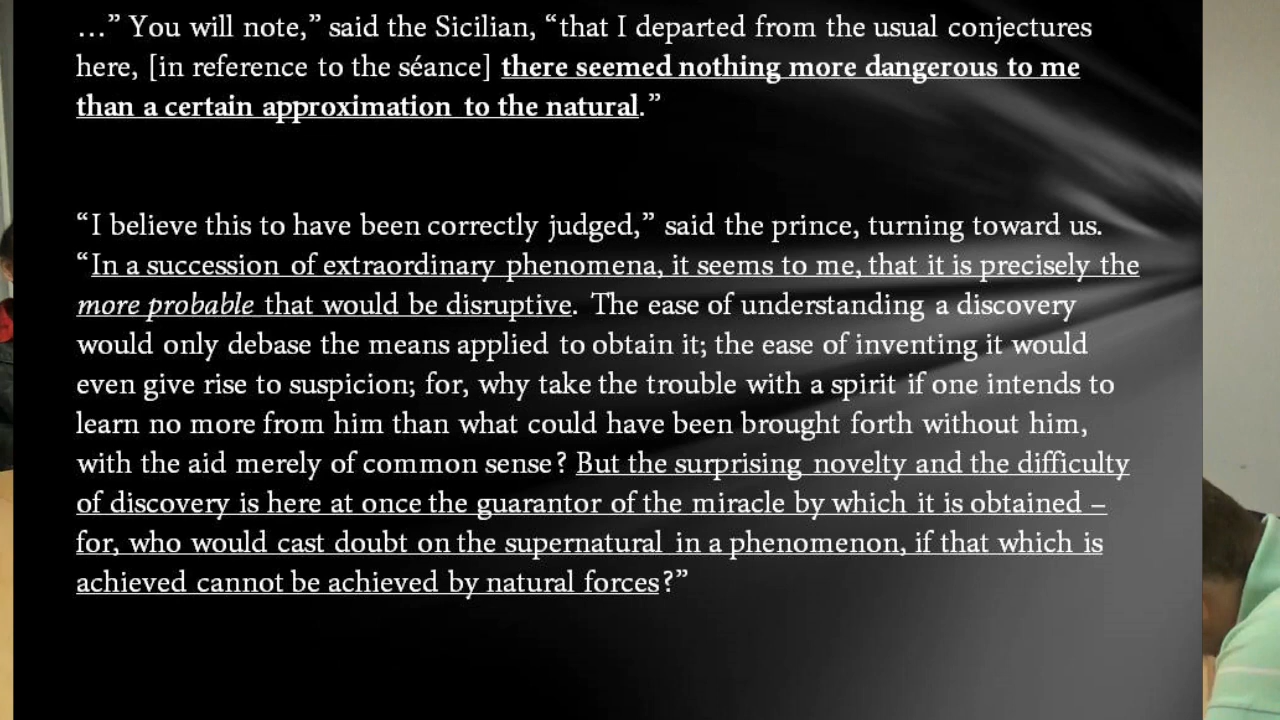 …” You will note,” said the Sicilian, “that I departed from the usual conjectures
here, [in reference to the séance] there seemed nothing more dangerous to me
than a certain approximation to the natural.”
“I believe this to have been correctly judged,” said the prince, turning toward us.
“In a succession of extraordinary phenomena, it seems to me, that it is precisely the
more probable that would be disruptive. The ease of understanding a discovery
would only debase the means applied to obtain it; the ease of inventing it would
even give rise to suspicion; for, why take the trouble with a spirit if one intends to
learn no more from him than what could have been brought forth without him,
with the aid merely of common sense? But the surprising novelty and the difficulty
of discovery is here at once the guarantor of the miracle by which it is obtained –
for, who would cast doubt on the supernatural in a phenomenon, if that which is
achieved cannot be achieved by natural forces?”